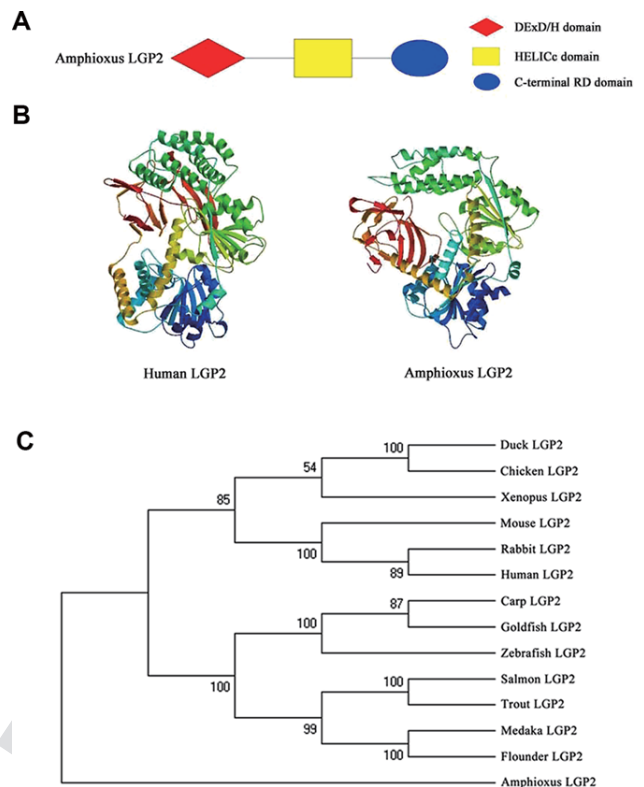 A
Amphioxus LGP2
DExD/H domain
HELICc domain
C-terminal RD domain
B
Human LGP2
Amphioxus LGP2
C
100
Duck LGP2
54
Chicken LGP2
85
Xenopus LGP2
Mouse LGP2
100
Rabbit LGP2
89
Human LGP2
87
Carp LGP2
100
Goldfish LGP2
Zebrafish LGP2
100
100
Salmon LGP2
Trout LGP2
99
Medaka LGP2
100
Flounder LGP2
Amphioxus LGP2